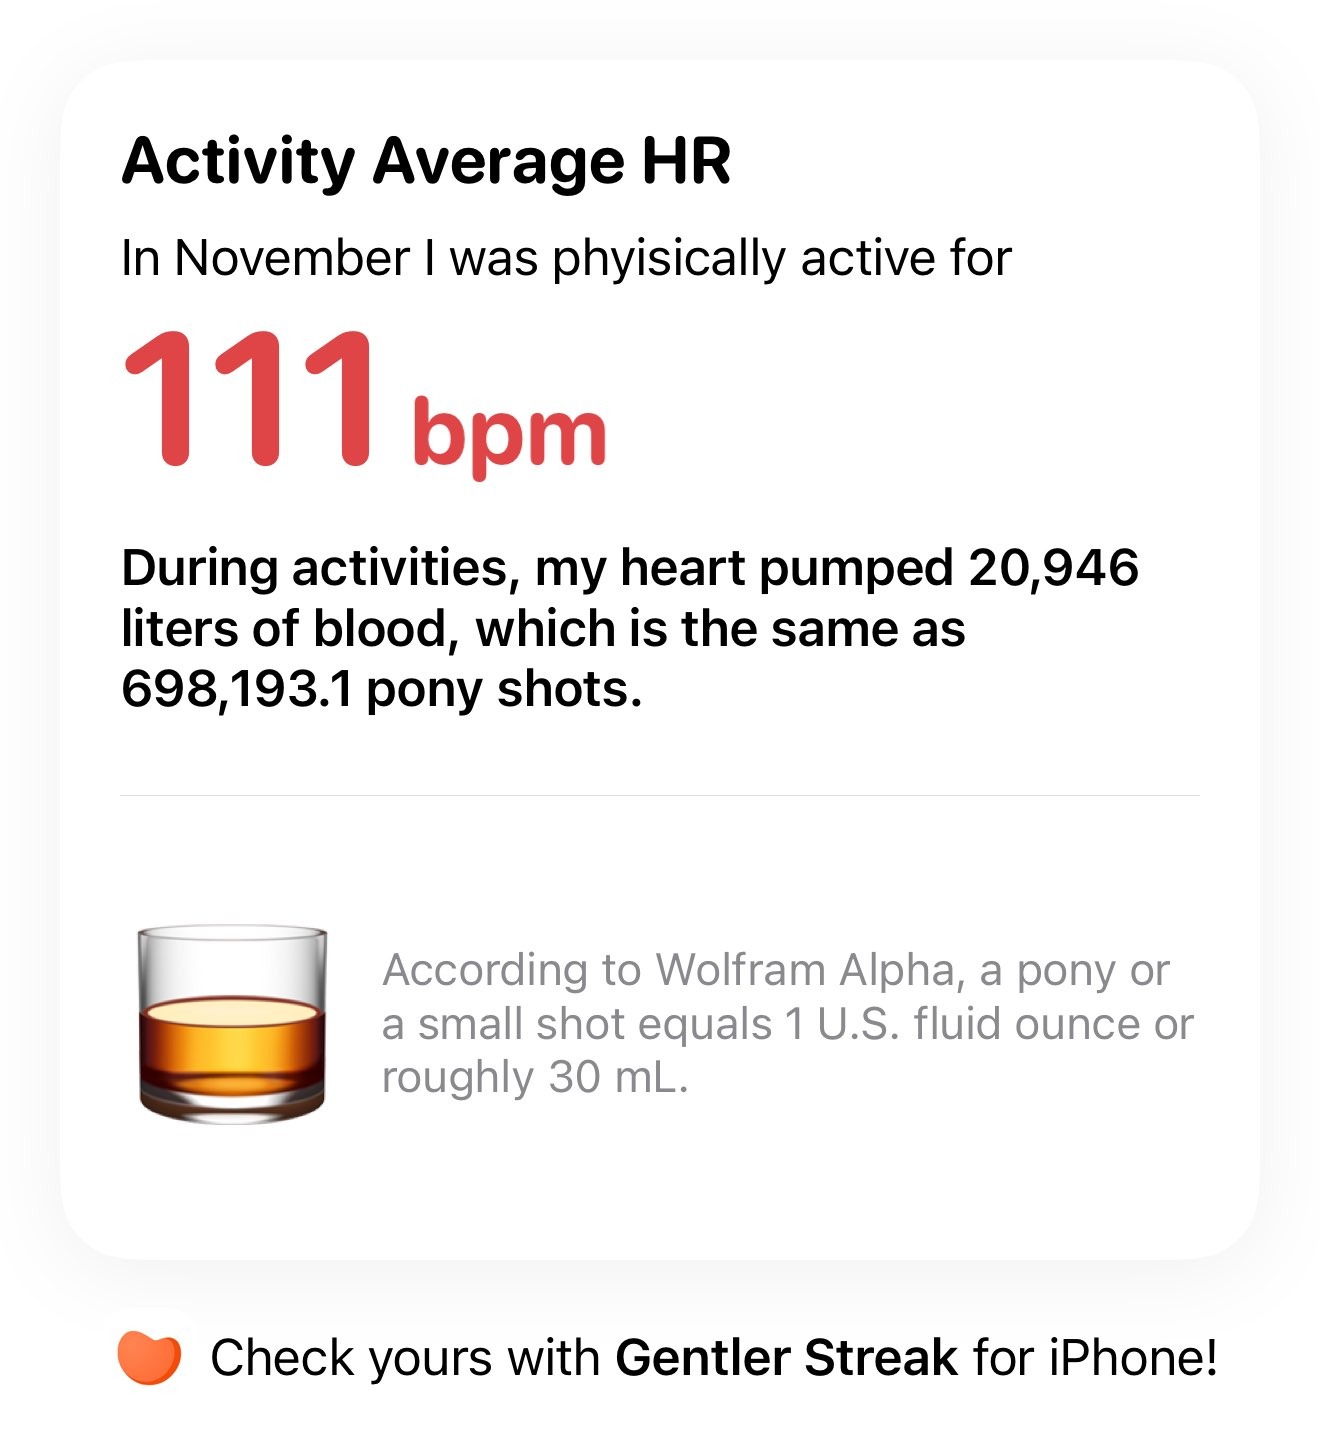 Activity Average HR
In November I was phyisically active for
111 bpm
During activities, my heart pumped 20,946
liters of blood, which is the same as
698,193.1 pony shots.
According to Wolfram Alpha, a pony or
a small shot equals 1 U.S. fluid ounce or
roughly 30 mL.
Check yours with Gentler Streak for iPhone!